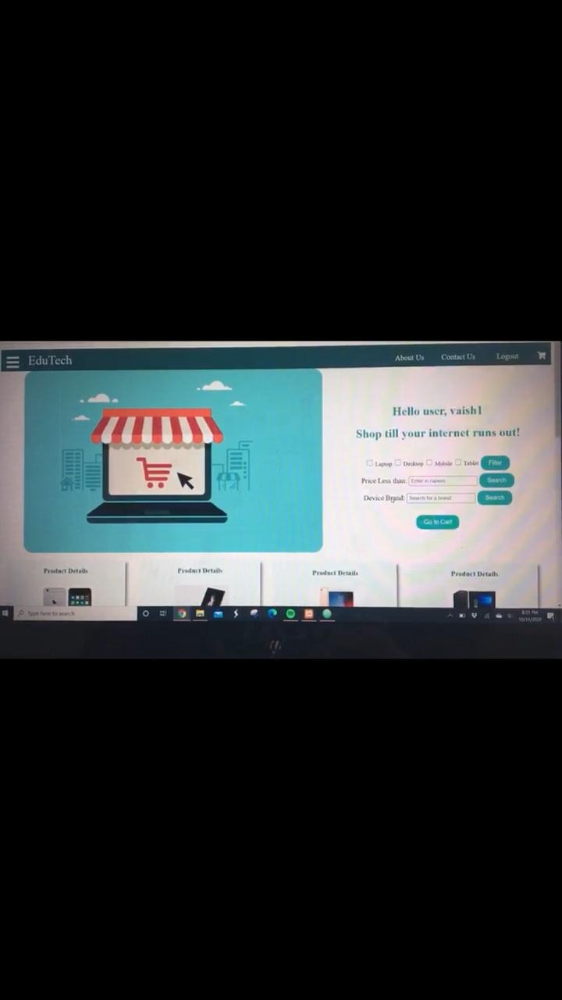 EduTech
About Us Contact Us Logout
Hello user, vaish1
Shop till your internet runs out!
Laptop Desktop Mobile Tablet Filter
Price Less than: Enter in rupees Search
Device Brand: Search for a brand Search
Go to Cart
Product Details Product Details Product Details Product Details
Type here to search
8:31 PM
10/31/2020